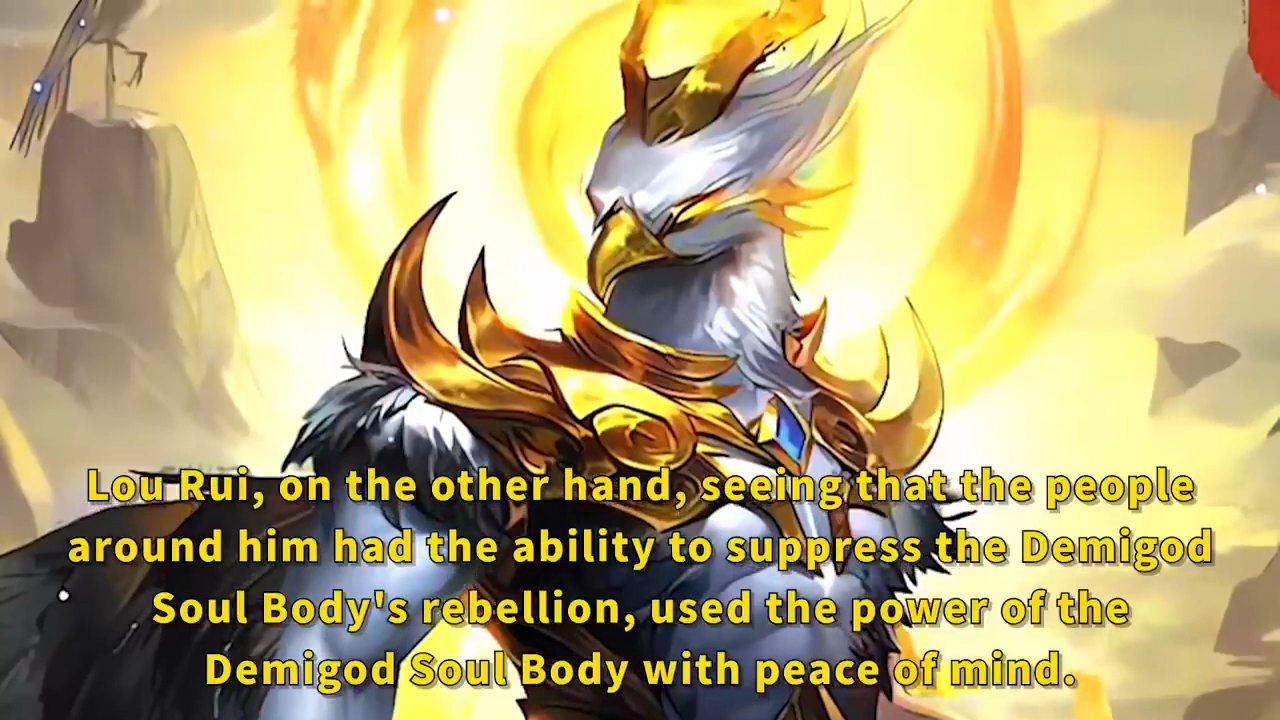 Lou Rui, on the other hand, seeing that the people
around him had the ability to suppress the Demigod
Soul Body's rebellion, used the power of the
Demigod Soul Body with peace of mind.